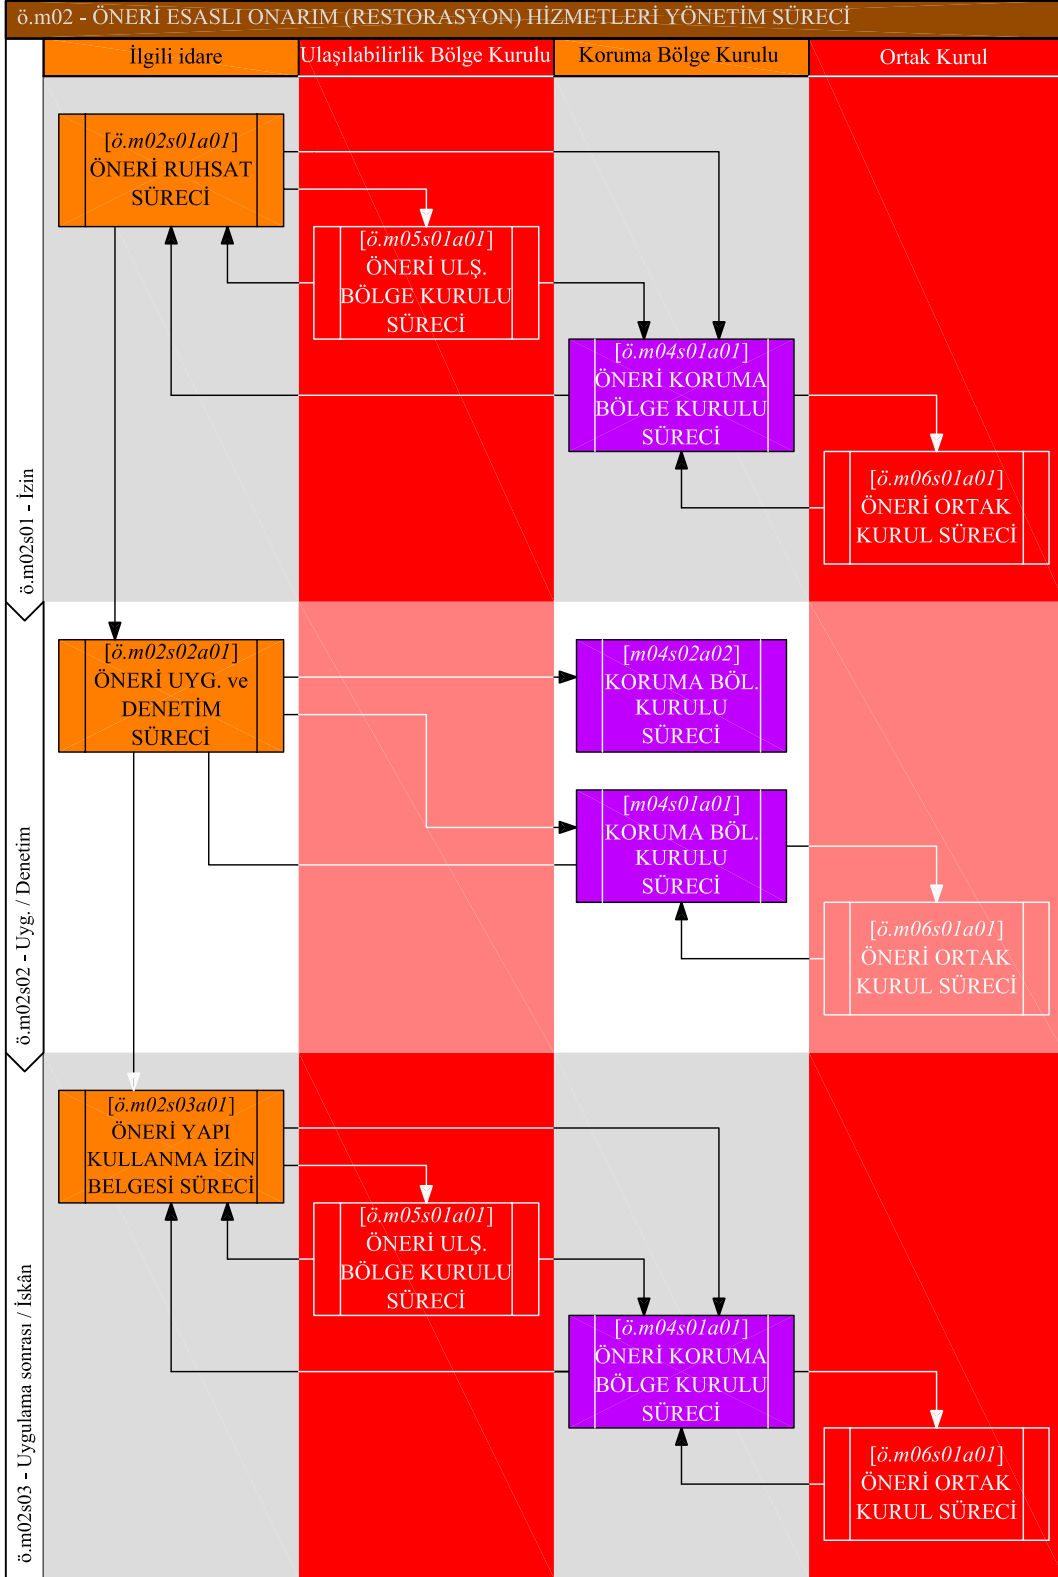 ö.m02 - ÖNERİ ESASLI ONARIM (RESTORASYON) HİZMETLERİ YÖNETİM SÜRECİ
İlgili idare
Ulaşılabilirlik Bölge Kurulu
Koruma Bölge Kurulu
Ortak Kurul
ö.m02s01 - İzin
[ö.m02s01a01]
ÖNERİ RUHSAT
SÜRECİ
[ö.m05s01a01]
ÖNERİ ULŞ.
BÖLGE KURULU
SÜRECİ
[ö.m04s01a01]
ÖNERİ KORUMA
BÖLGE KURULU
SÜRECİ
[ö.m06s01a01]
ÖNERİ ORTAK
KURUL SÜRECİ
ö.m02s02 - Uyg. / Denetim
[ö.m02s02a01]
ÖNERİ UYG. ve
DENETİM
SÜRECİ
[m04s02a02]
KORUMA BÖL.
KURULU
SÜRECİ
[m04s01a01]
KORUMA BÖL.
KURULU
SÜRECİ
[ö.m06s01a01]
ÖNERİ ORTAK
KURUL SÜRECİ
ö.m02s03 - Uygulama sonrası / İskân
[ö.m02s03a01]
ÖNERİ YAPI
KULLANMA İZİN
BELGESİ SÜRECİ
[ö.m05s01a01]
ÖNERİ ULŞ.
BÖLGE KURULU
SÜRECİ
[ö.m04s01a01]
ÖNERİ KORUMA
BÖLGE KURULU
SÜRECİ
[ö.m06s01a01]
ÖNERİ ORTAK
KURUL SÜRECİ